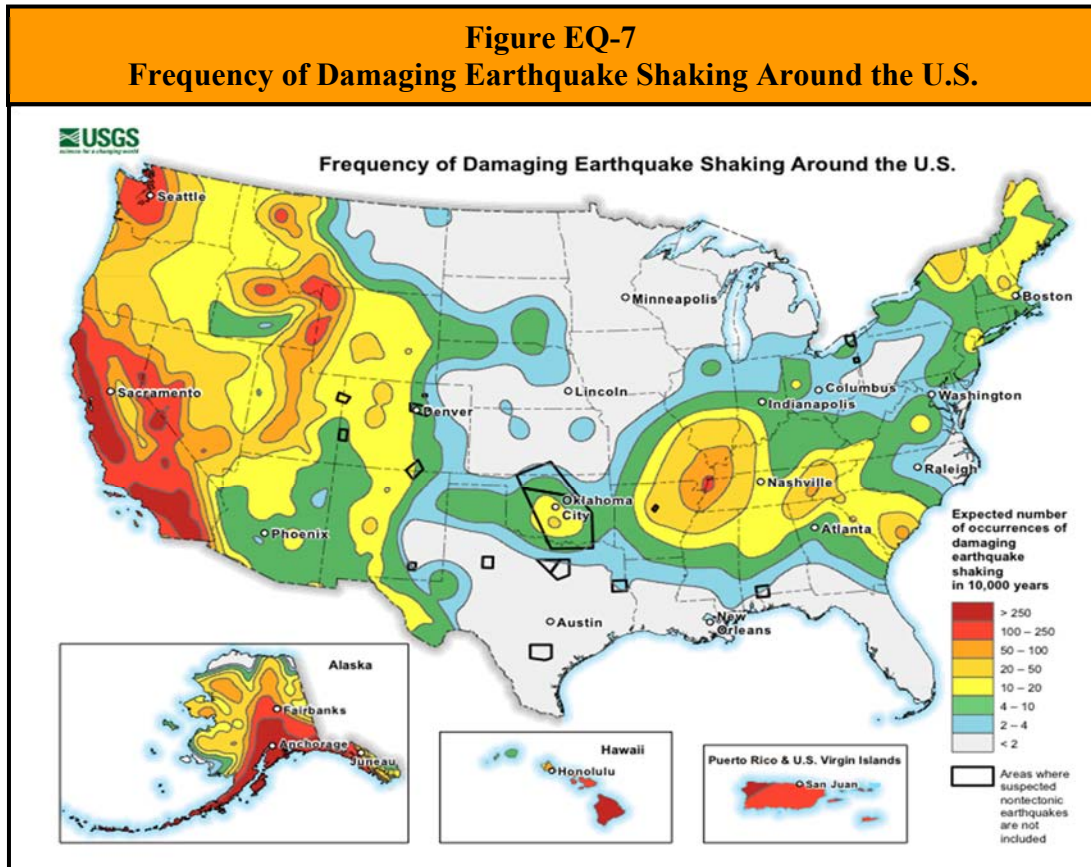 Figure EQ-7
Frequency of Damaging Earthquake Shaking Around the U.S.
USGS
science for a changing world
Frequency of Damaging Earthquake Shaking Around the U.S.
Seattle
Minneapolis
Boston
Sacramento
Denver
Lincoln
Columbus
Indianapolis
Washington
Raleigh
Nashville
Oklahoma
City
Phoenix
Atlanta
Austin
New
Orleans
Expected number
of occurrences of
damaging
earthquake
shaking
in 10,000 years
> 250
100 – 250
50 – 100
20 – 50
10 – 20
4 – 10
2 – 4
< 2
Areas where
suspected
nontectonic
earthquakes
are not
included
Alaska
Fairbanks
Anchorage
Juneau
Hawaii
Honolulu
Puerto Rico & U.S. Virgin Islands
San Juan